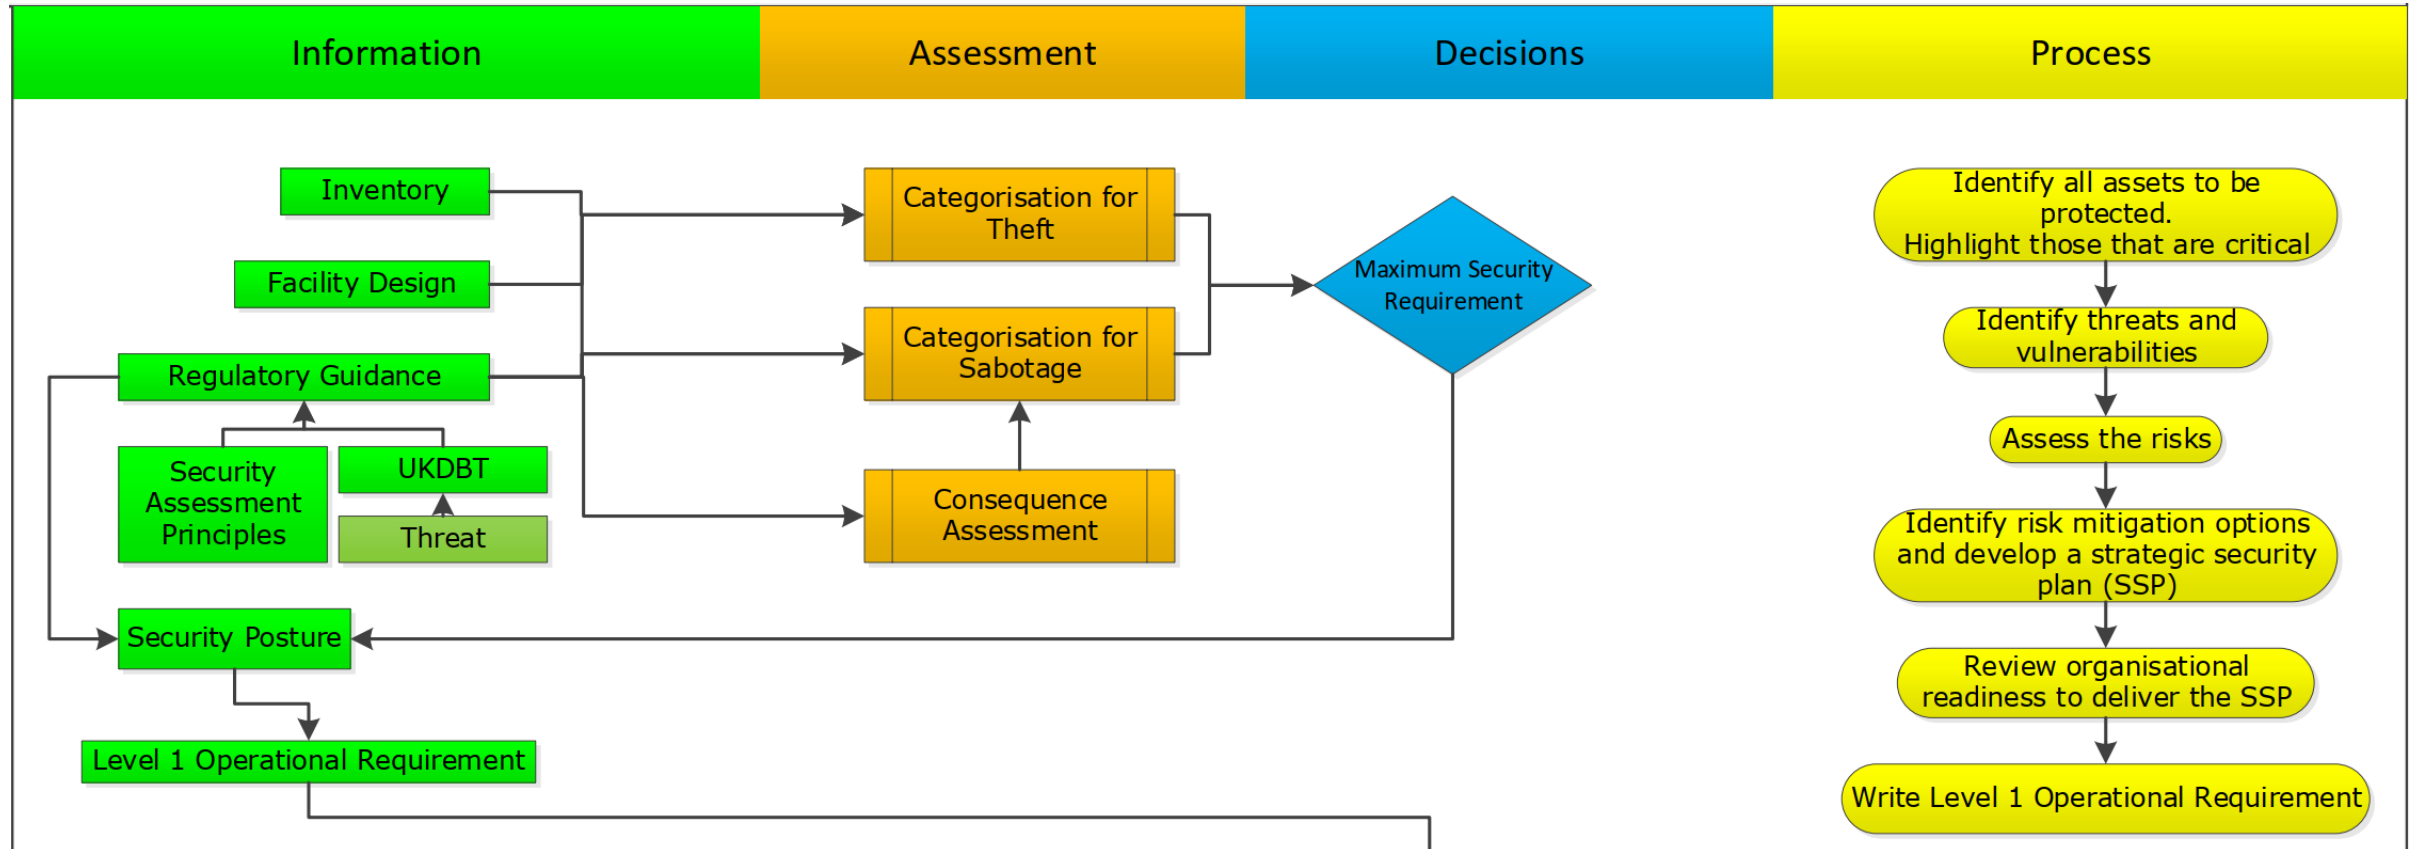 Information
Assessment
Decisions
Process
Inventory
Facility Design
Regulatory Guidance
Security
Assessment
Principles
UKDBT
Threat
Security Posture
Level 1 Operational Requirement
Categorisation for
Theft
Categorisation for
Sabotage
Consequence
Assessment
Maximum Security
Requirement
Identify all assets to be
protected.
Highlight those that are critical
Identify threats and
vulnerabilities
Assess the risks
Identify risk mitigation options
and develop a strategic security
plan (SSP)
Review organisational
readiness to deliver the SSP
Write Level 1 Operational Requirement